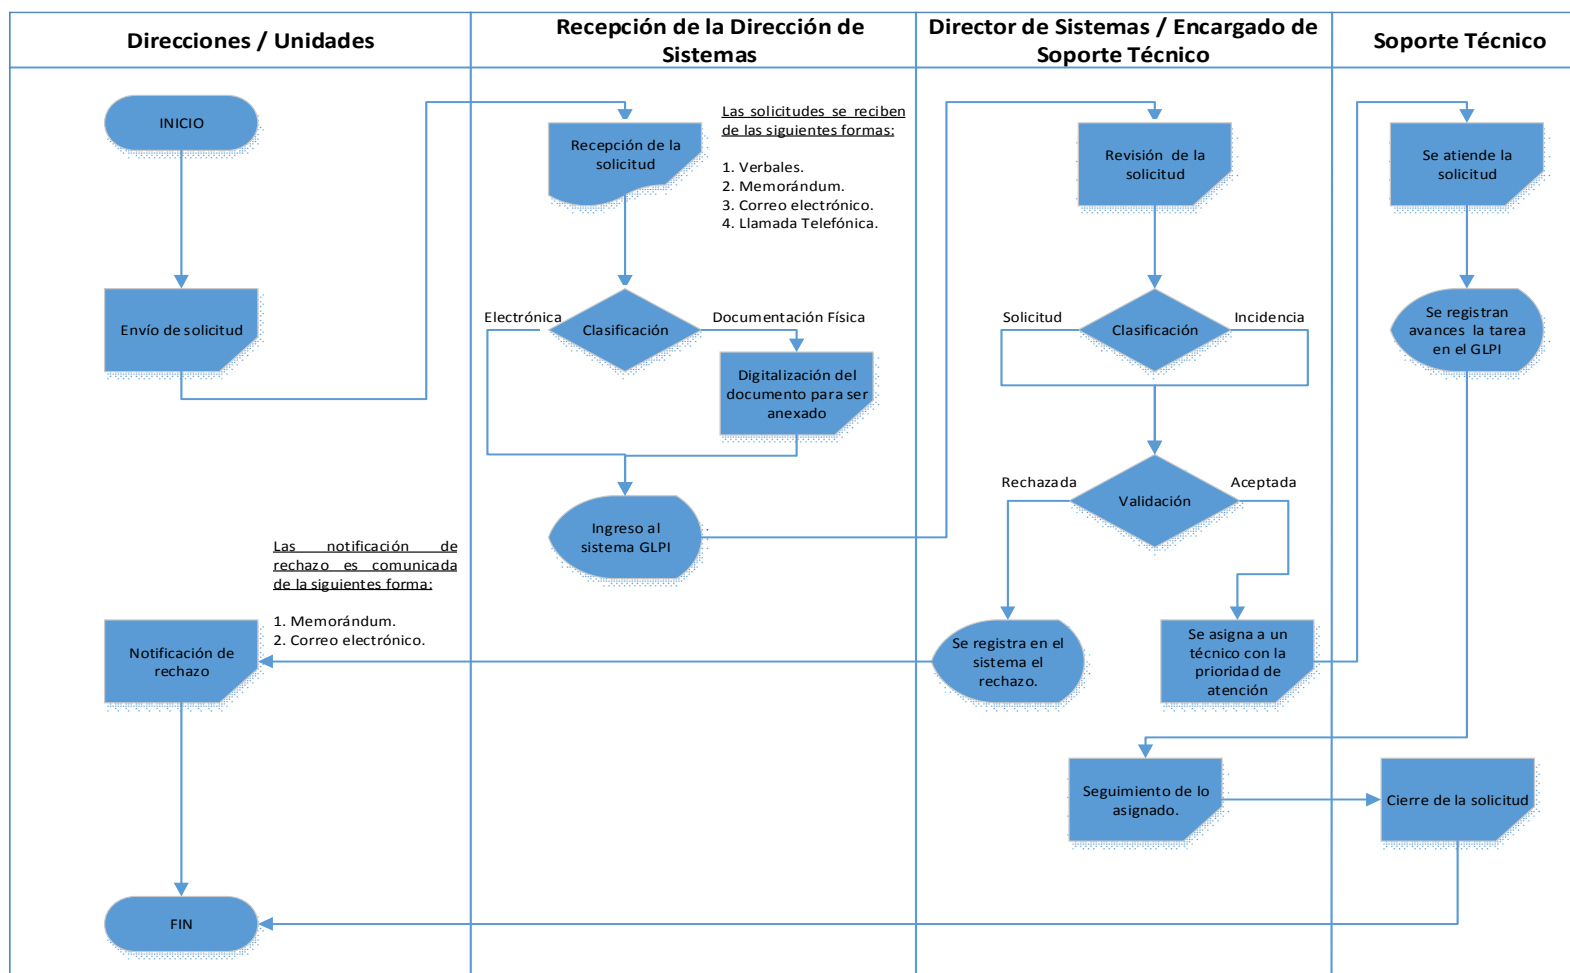 Direcciones / Unidades
Recepción de la Dirección de
Sistemas
Director de Sistemas / Encargado de
Soporte Técnico
Soporte Técnico
INICIO
Envío de solicitud
Recepción de la
solicitud
Las solicitudes se reciben
de las siguientes formas:
1. Verbales.
2. Memorándum.
3. Correo electrónico.
4. Llamada Telefónica.
Electrónica
Clasificación
Documentación Física
Digitalización del
documento para ser
anexado
Ingreso al
sistema GLPI
Revisión de la
solicitud
Solicitud
Clasificación
Incidencia
Rechazada
Validación
Aceptada
Se registra en el
sistema el
rechazo.
Se asigna a un
técnico con la
prioridad de
atención
Se atiende la
solicitud
Se registran
avances la tarea
en el GLPI
Las notificación de
rechazo es comunicada
de la siguientes forma:
1. Memorándum.
2. Correo electrónico.
Notificación de
rechazo
Seguimiento de lo
asignado.
Cierre de la solicitud
FIN